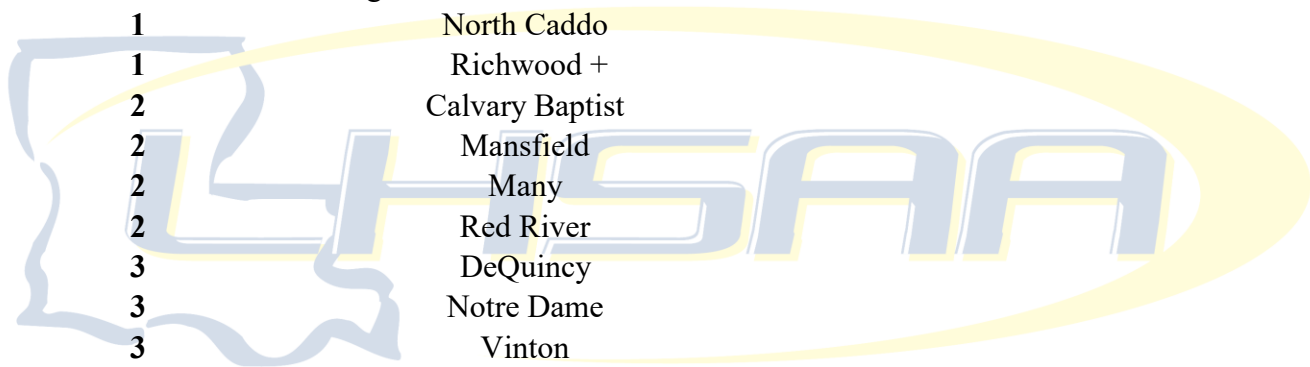 1 North Caddo
1 Richwood +
2 Calvary Baptist
2 Mansfield
2 Many
2 Red River
3 DeQuincy
3 Notre Dame
3 Vinton
LHSAA